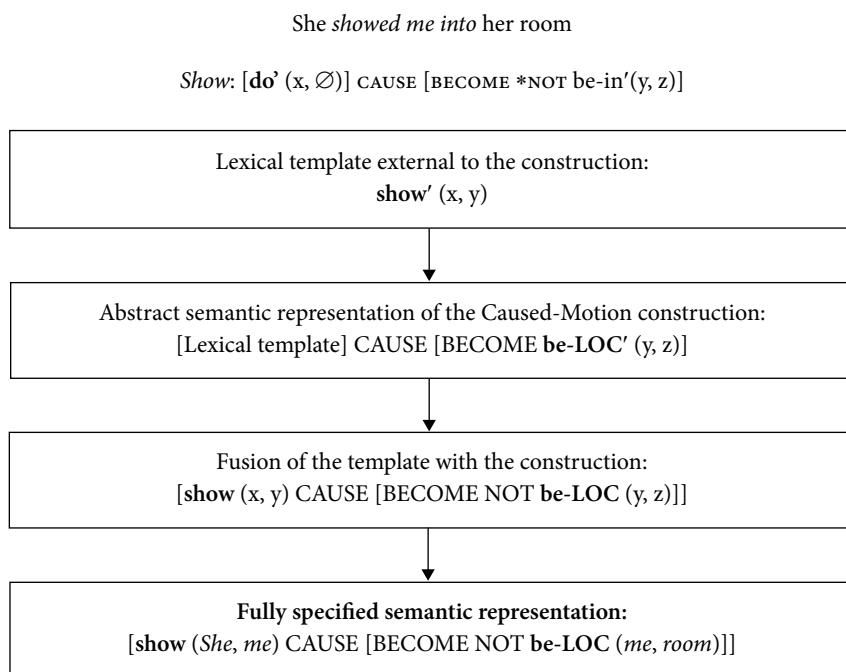 She showed me into her room
Show: [do’ (x, ∅)] CAUSE [BECOME *NOT be-in′(y, z)]
Lexical template external to the construction:
show′ (x, y)
Abstract semantic representation of the Caused-Motion construction:
[Lexical template] CAUSE [BECOME be-LOC′ (y, z)]
Fusion of the template with the construction:
[show (x, y) CAUSE [BECOME NOT be-LOC (y, z)]]
Fully specified semantic representation:
[show (She, me) CAUSE [BECOME NOT be-LOC (me, room)]]